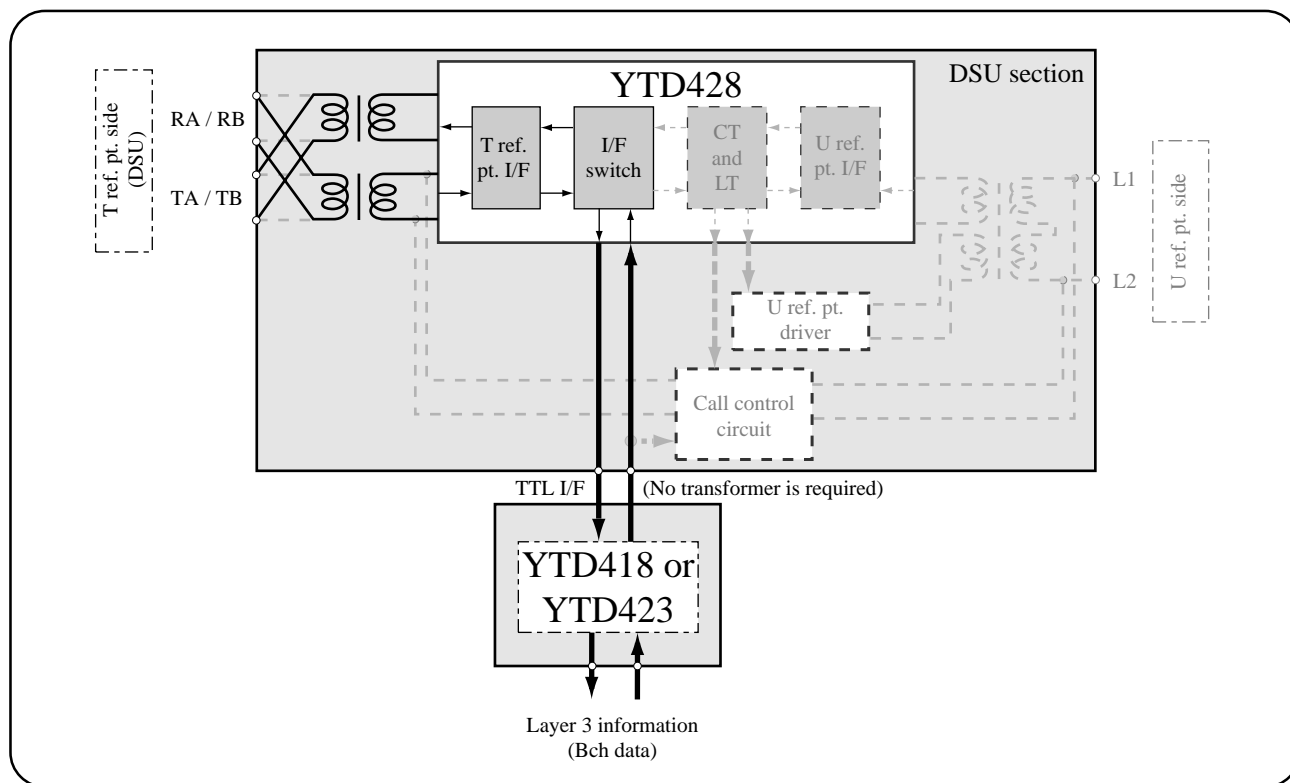 DSU section
YTD428
T ref. pt. side
(DSU)
RA / RB
TA / TB
T ref.
pt. I/F
I/F
switch
CT
and
LT
U ref.
pt. I/F
L1
L2
U ref. pt. side
U ref. pt.
driver
Call control
circuit
TTL I/F
(No transformer is required)
YTD418 or
YTD423
Layer 3 information
(Bch data)